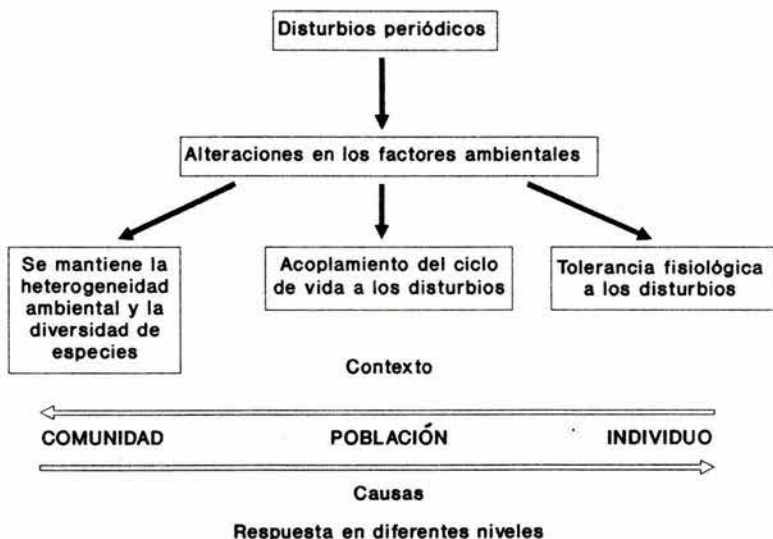 Disturbios periódicos
Alteraciones en los factores ambientales
Se mantiene la
heterogeneidad
ambiental y la
diversidad de
especies
Acoplamiento del ciclo
de vida a los disturbios
Tolerancia fisiológica
a los disturbios
Contexto
COMUNIDAD POBLACIÓN INDIVIDUO
Causas
Respuesta en diferentes niveles